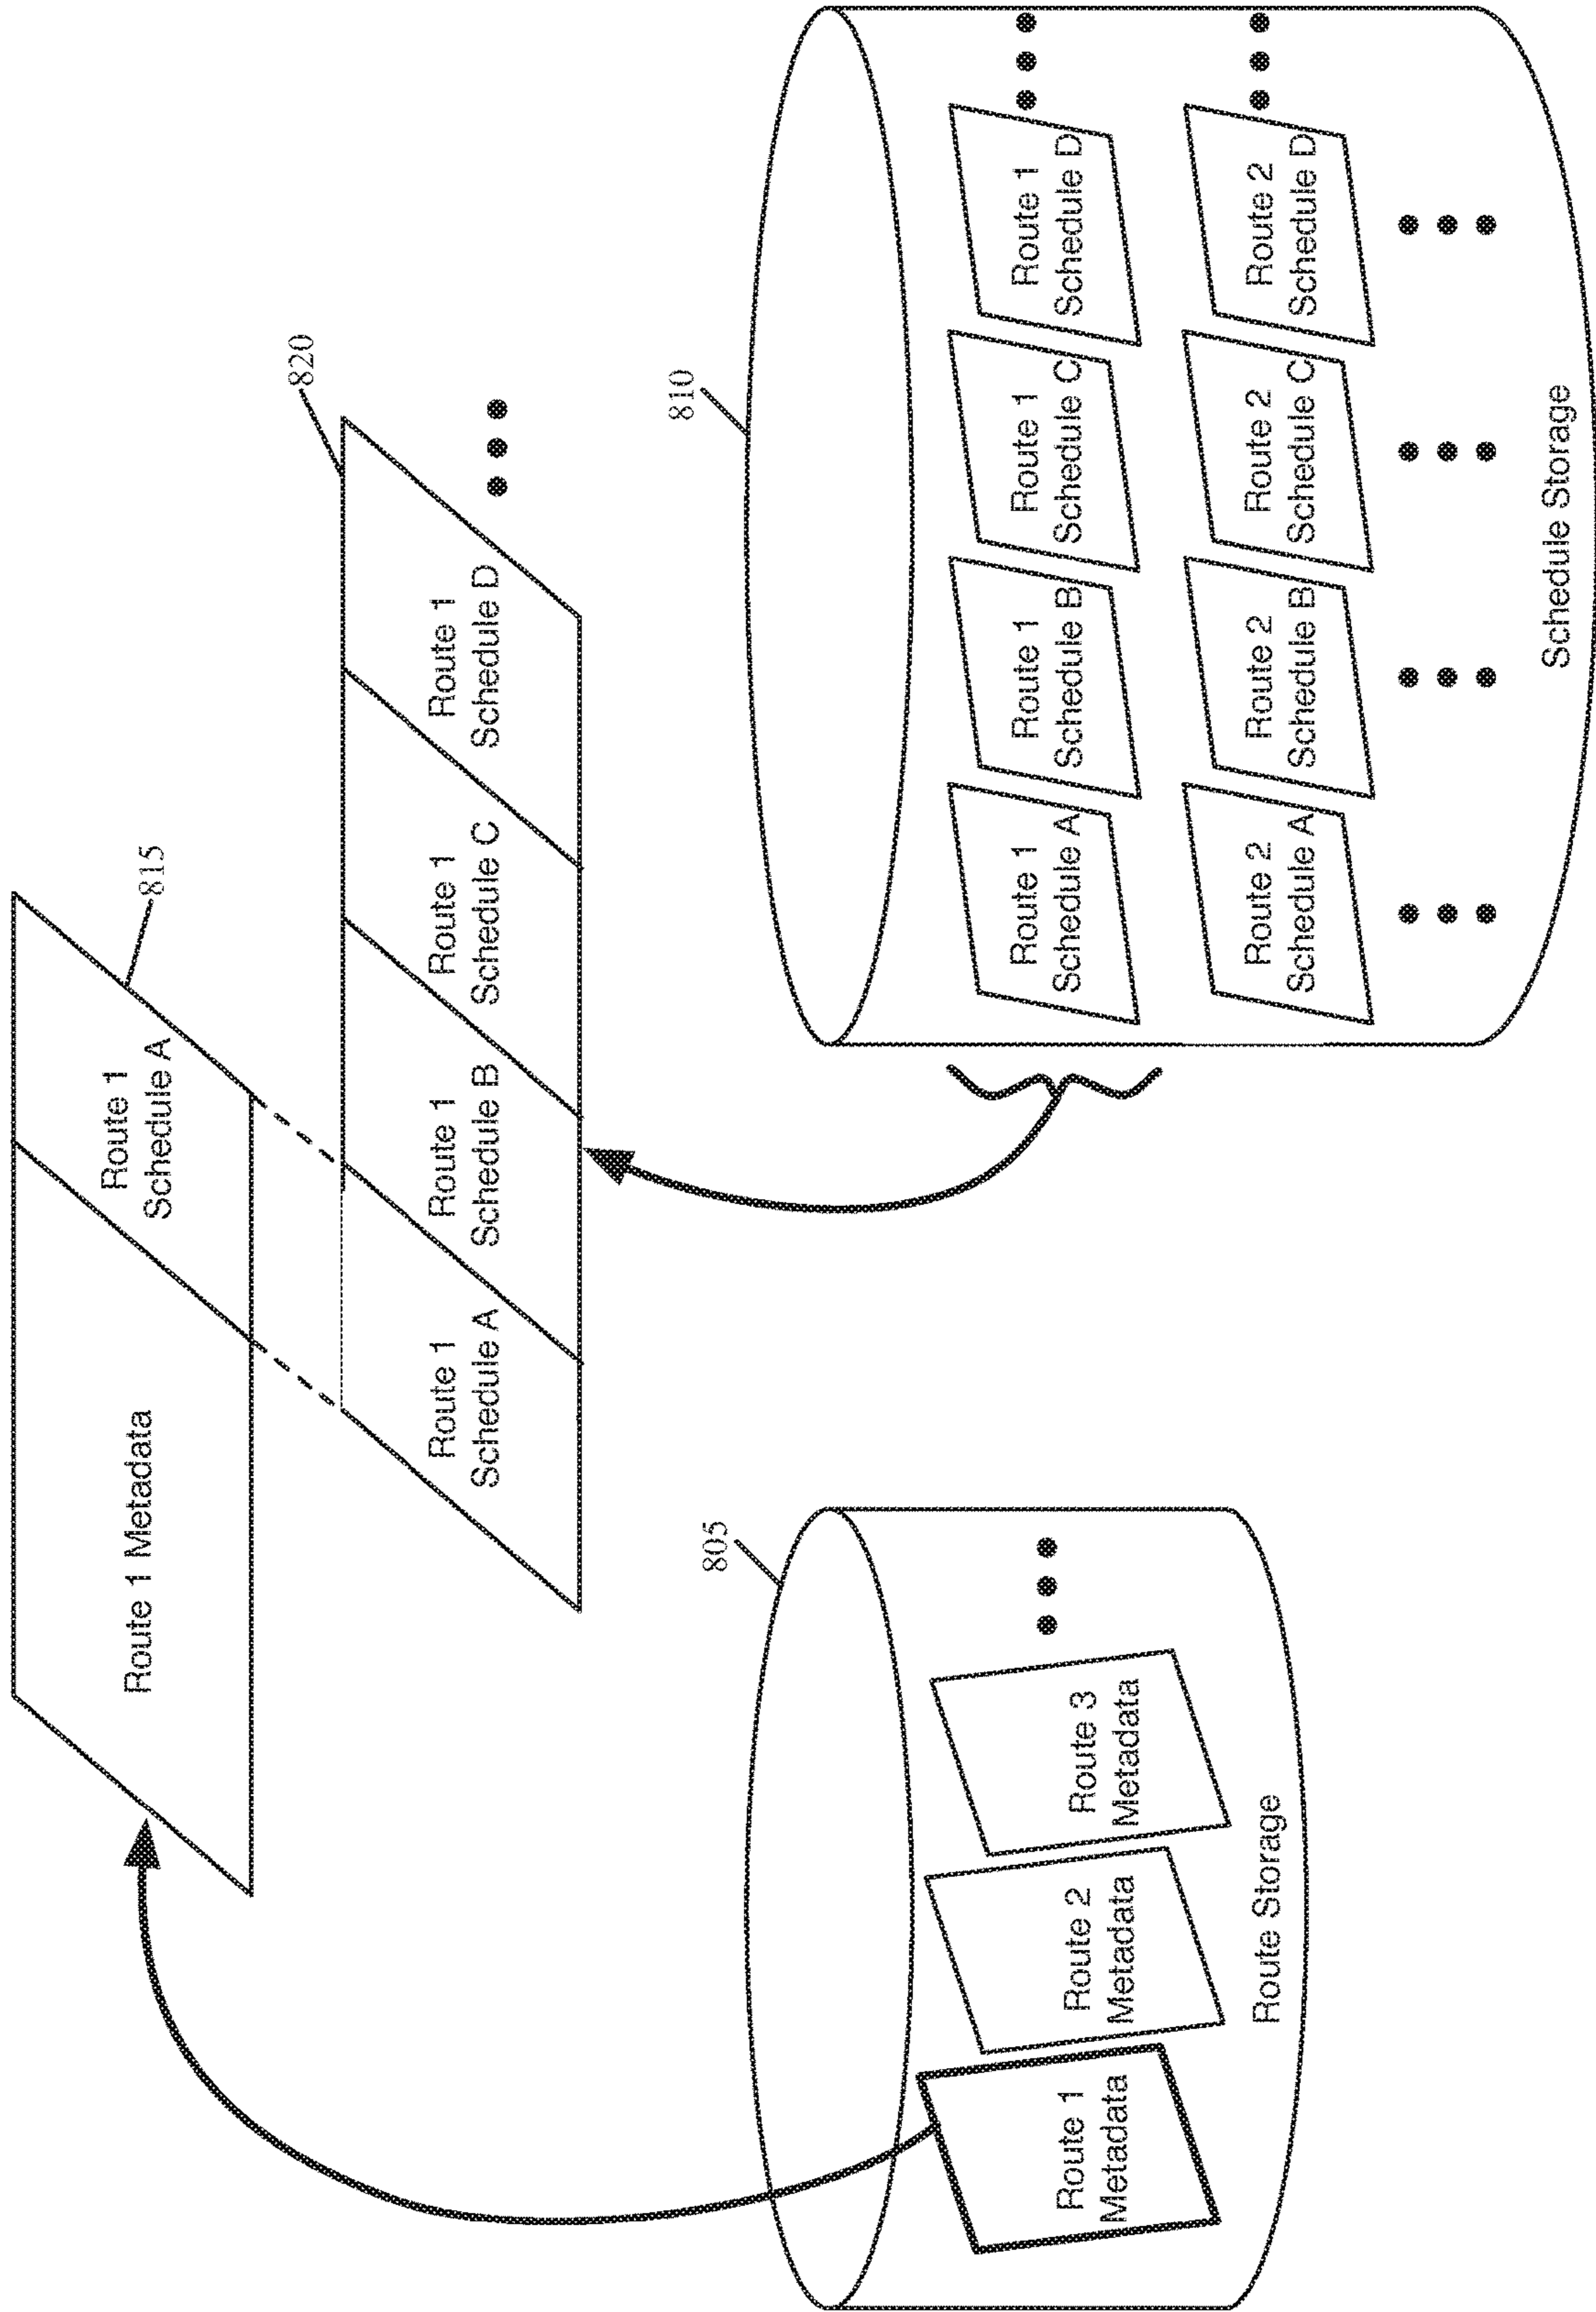 Route 1 Metadata
Route 1
Schedule A
815
820
Route 1
Schedule A
Route 1
Schedule B
Route 1
Schedule C
Route 1
Schedule D
805
Route 1
Metadata
Route 2
Metadata
Route 3
Metadata
Route Storage
810
Route 1
Schedule A
Route 1
Schedule B
Route 1
Schedule C
Route 1
Schedule D
Route 2
Schedule A
Route 2
Schedule B
Route 2
Schedule C
Route 2
Schedule D
Schedule Storage